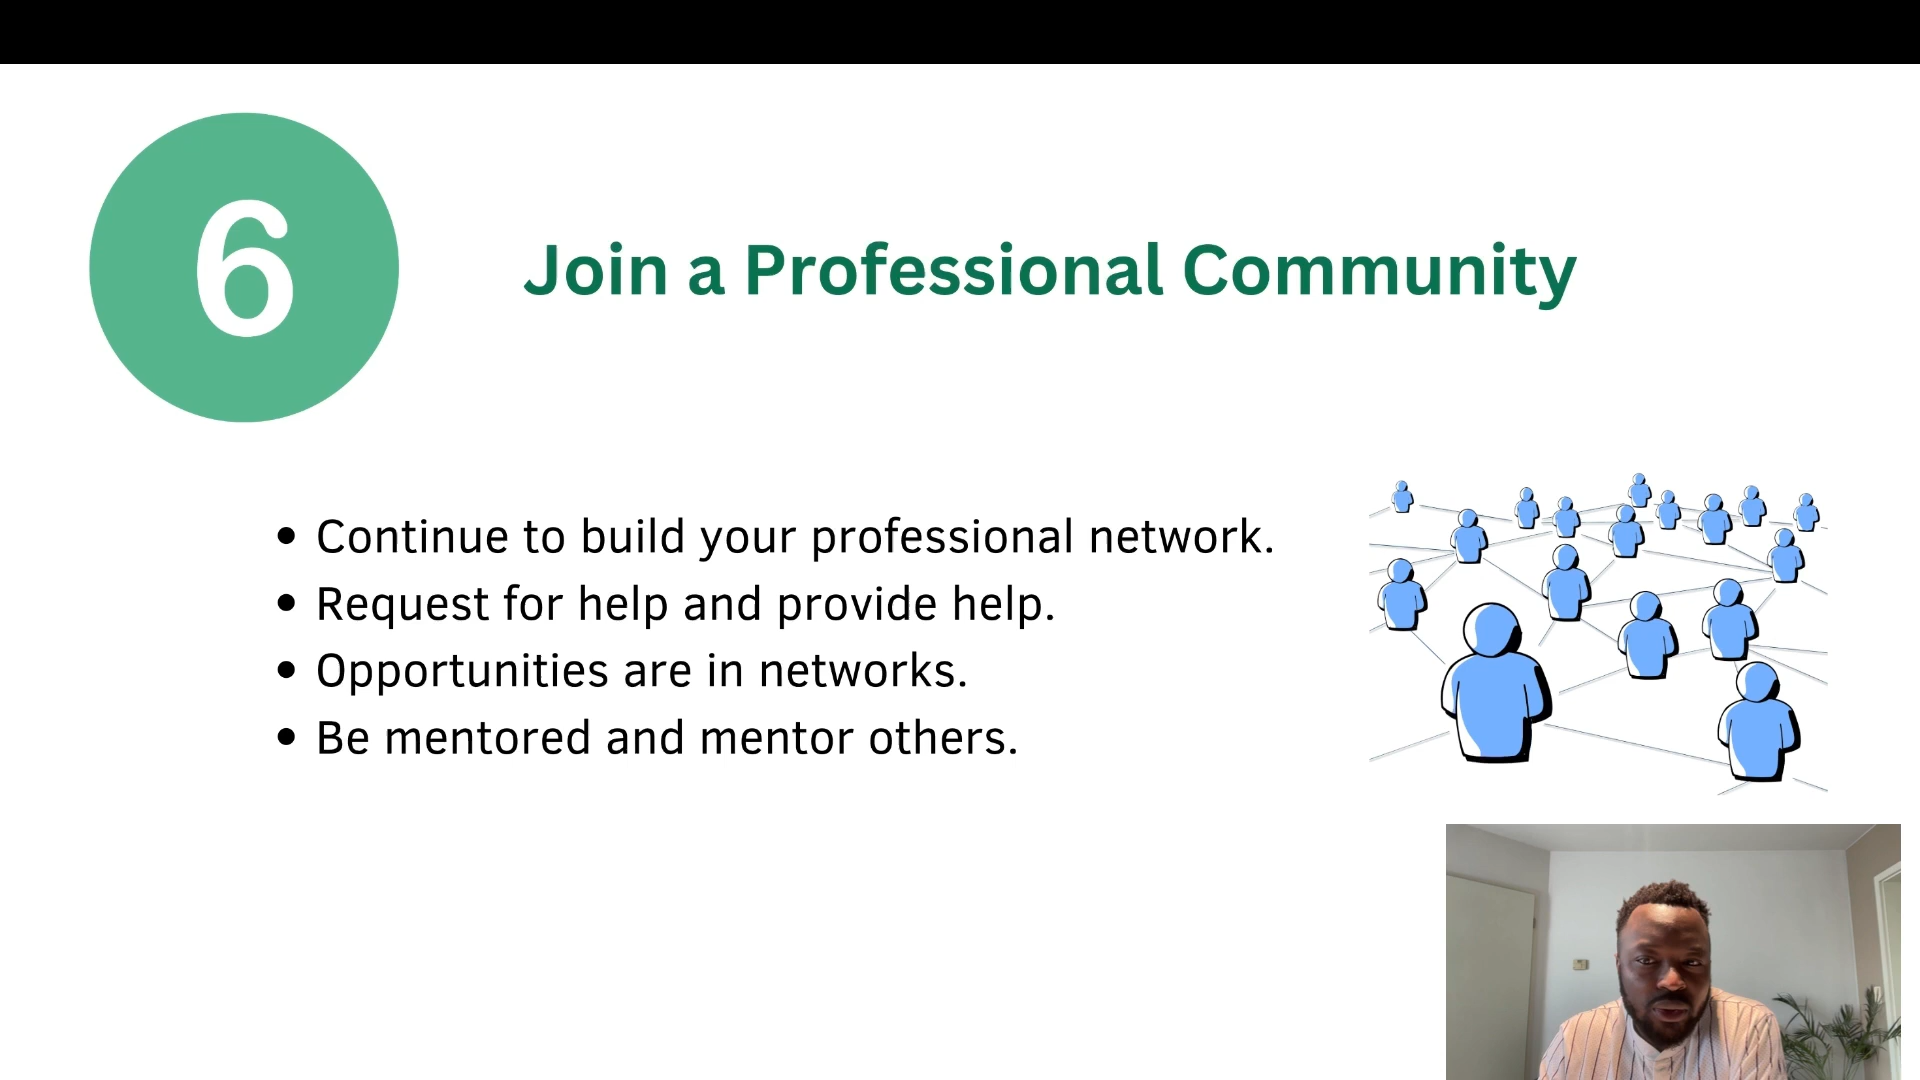 6
Join a Professional Community
• Continue to build your professional network.
• Request for help and provide help.
• Opportunities are in networks.
• Be mentored and mentor others.